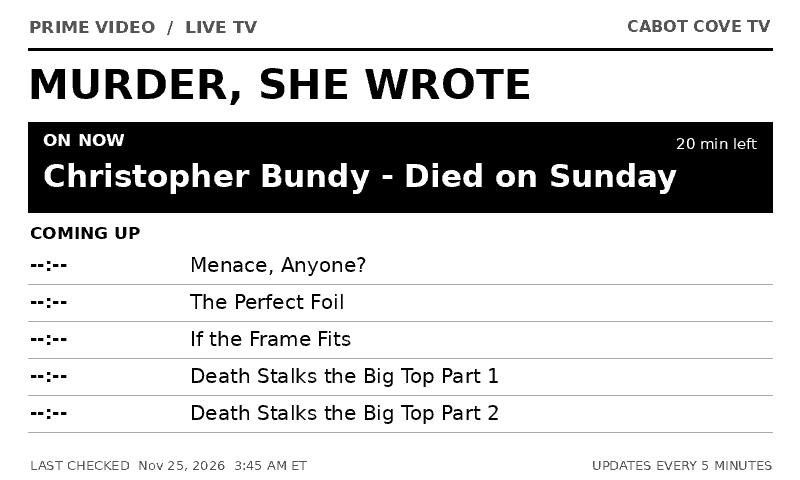 PRIME VIDEO / LIVE TV
CABOT COVE TV
MURDER, SHE WROTE
ON NOW
20 min left
Christopher Bundy - Died on Sunday
COMING UP
--:-- Menace, Anyone?
--:-- The Perfect Foil
--:-- If the Frame Fits
--:-- Death Stalks the Big Top Part 1
--:-- Death Stalks the Big Top Part 2
LAST CHECKED Nov 25, 2026 3:45 AM ET
UPDATES EVERY 5 MINUTES